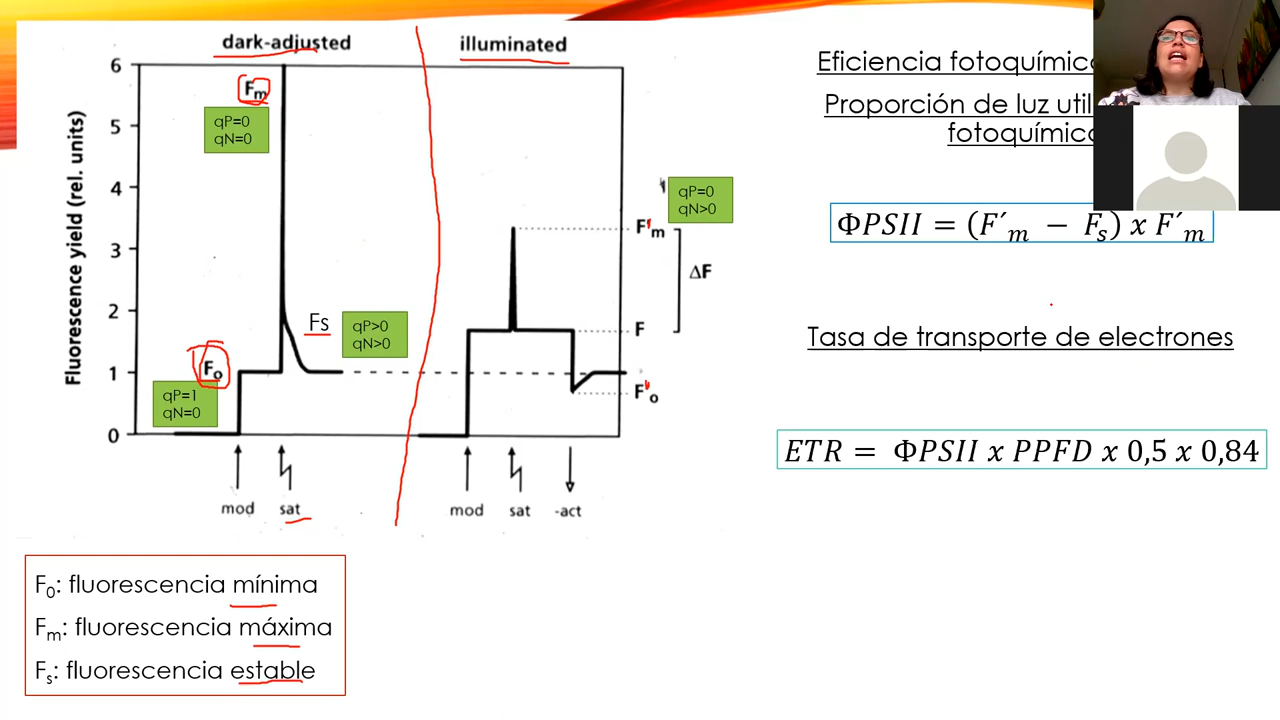 dark-adjusted
illuminated
Fluorescence yield (rel. units)
6
5
4
3
2
1
0
Fm
qP=0
qN=0
Fs
qP>0
qN>0
Fo
qP=1
qN=0
qP=0
qN>0
F'm
ΔF
F
F'o
mod
sat
mod
sat
-act
F0: fluorescencia mínima
Fm: fluorescencia máxima
Fs: fluorescencia estable
Eficiencia fotoquímica
Proporción de luz
fotoquímica
ΦPSII = (F´m − Fs) x F´m
Tasa de transporte de electrones
ETR = ΦPSII x PPFD x 0,5 x 0,84